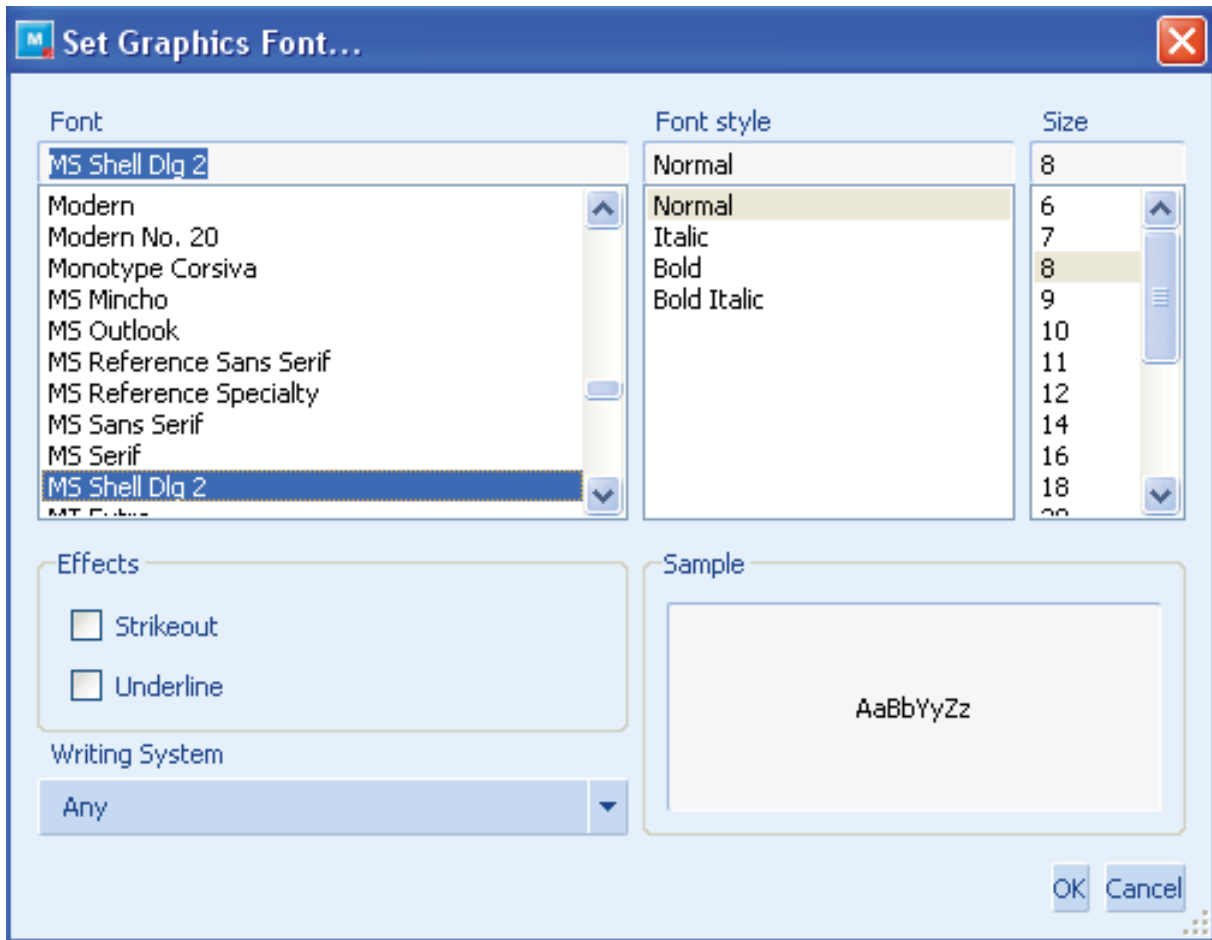 M
Set Graphics Font...
Font
MS Shell Dlg 2
Modern
Modern No. 20
Monotype Corsiva
MS Mincho
MS Outlook
MS Reference Sans Serif
MS Reference Specialty
MS Sans Serif
MS Serif
MS Shell Dlg 2
Font style
Normal
Normal
Italic
Bold
Bold Italic
Size
8
6
7
8
9
10
11
12
14
16
18
Effects
Strikeout
Underline
Writing System
Any
Sample
AaBbYyZz
OK Cancel